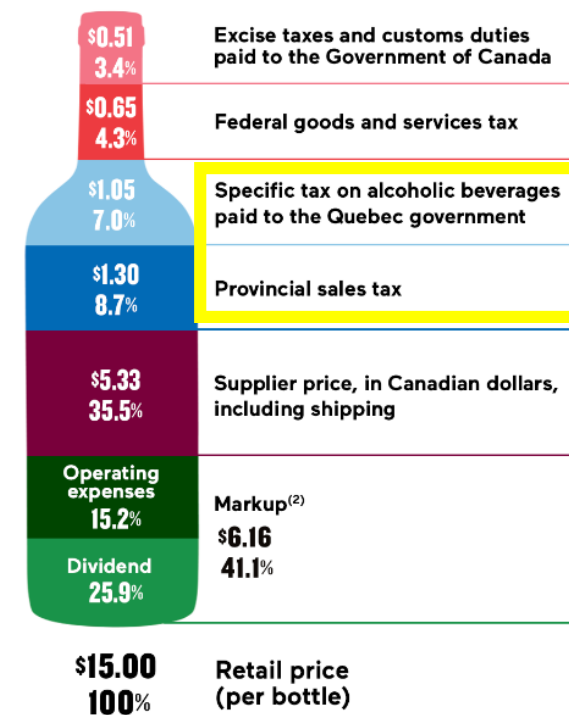 $0.51
3.4%
Excise taxes and customs duties
paid to the Government of Canada
$0.65
4.3%
Federal goods and services tax
$1.05
7.0%
Specific tax on alcoholic beverages
paid to the Quebec government
$1.30
8.7%
Provincial sales tax
$5.33
35.5%
Supplier price, in Canadian dollars,
including shipping
Operating
expenses
15.2%
Dividend
25.9%
Markup(2)
$6.16
41.1%
$15.00
100%
Retail price
(per bottle)